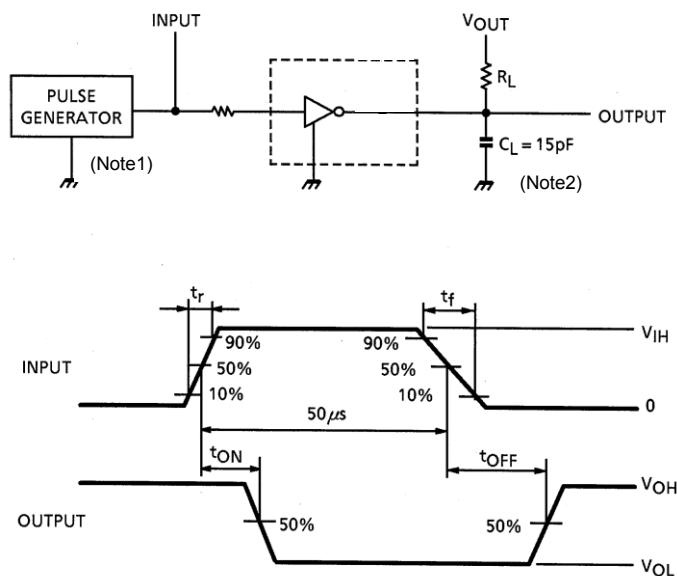 INPUT
VOUT
RL
PULSE
GENERATOR
OUTPUT
(Note1)
CL = 15pF
(Note2)
tr
tf
VIH
90%
90%
INPUT
50%
50%
10%
10%
0
50μs
tON
tOFF
VOH
OUTPUT
50%
50%
VOL